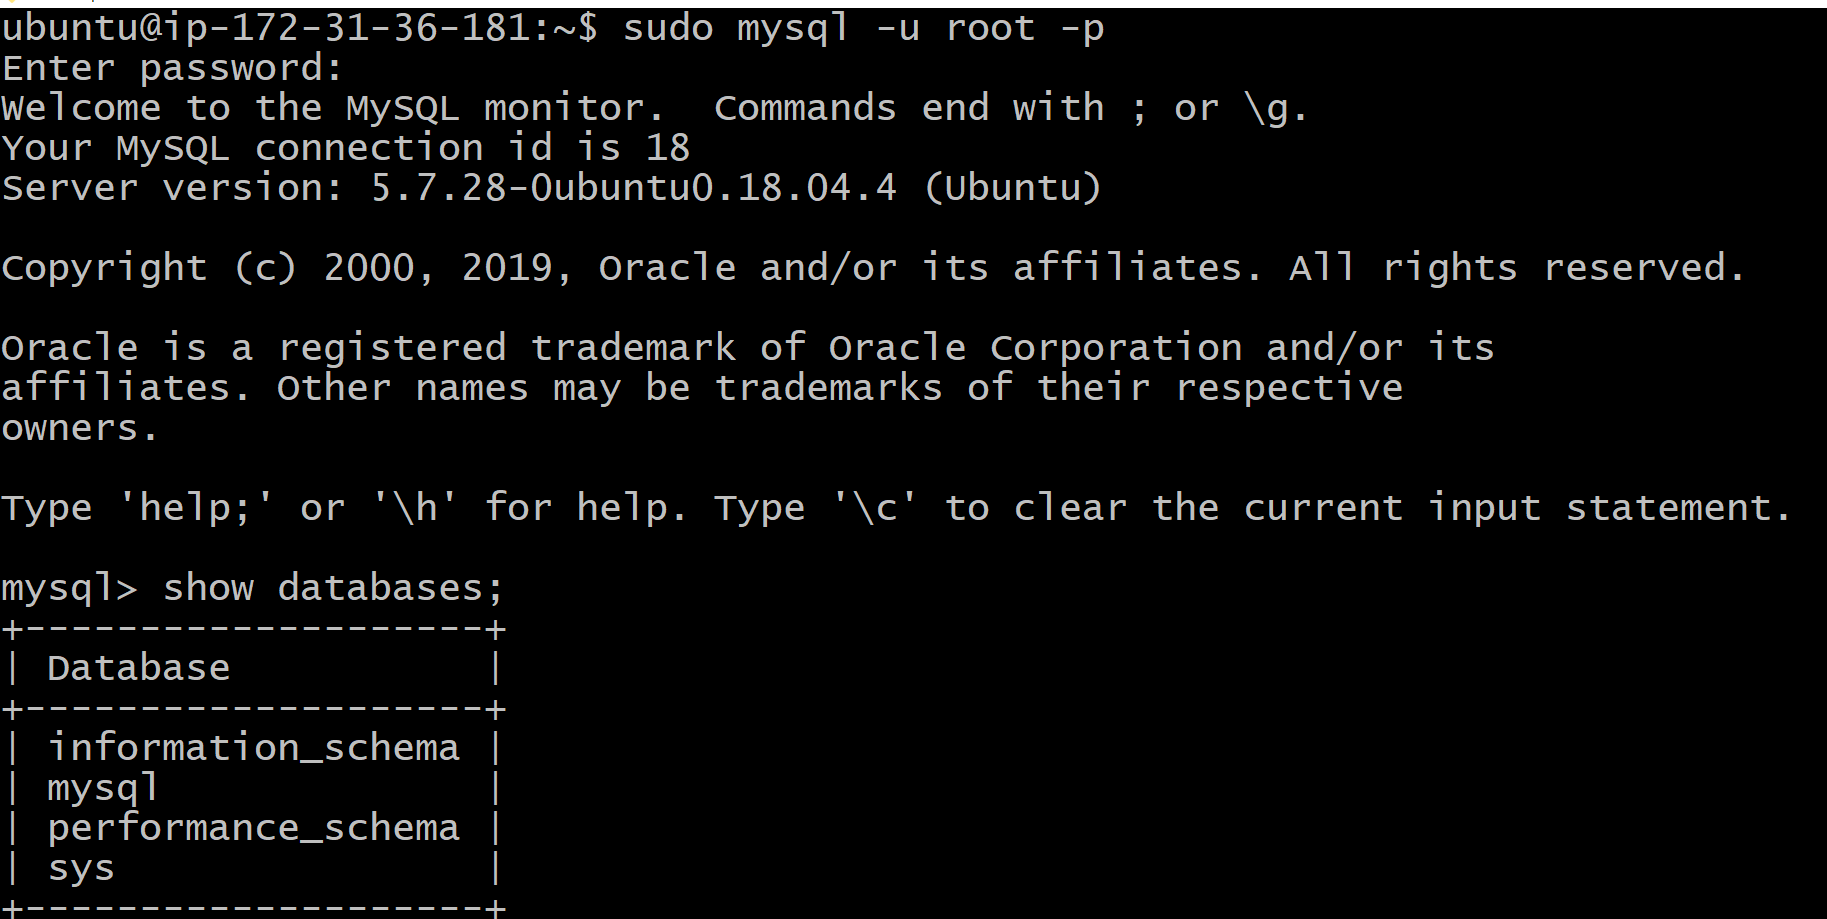 ubuntu@ip-172-31-36-181:~$ sudo mysql -u root -p
Enter password:
Welcome to the MySQL monitor.  Commands end with ; or \g.
Your MySQL connection id is 18
Server version: 5.7.28-0ubuntu0.18.04.4 (Ubuntu)

Copyright (c) 2000, 2019, Oracle and/or its affiliates. All rights reserved.

Oracle is a registered trademark of Oracle Corporation and/or its
affiliates. Other names may be trademarks of their respective
owners.

Type 'help;' or '\h' for help. Type '\c' to clear the current input statement.

mysql> show databases;
+--------------------+
| Database           |
+--------------------+
| information_schema |
| mysql              |
| performance_schema |
| sys                |
+--------------------+